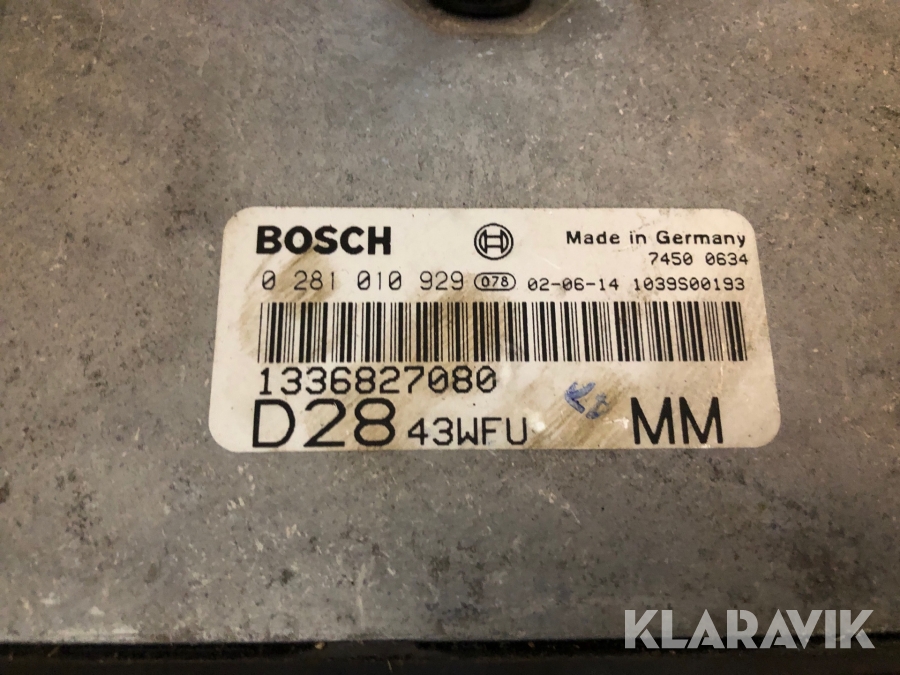 BOSCH Made in Germany
7450 0634
0 281 010 929 078 02-06-14 1039S00193
1336827080
D28 43WFU MM
KLARAVIK